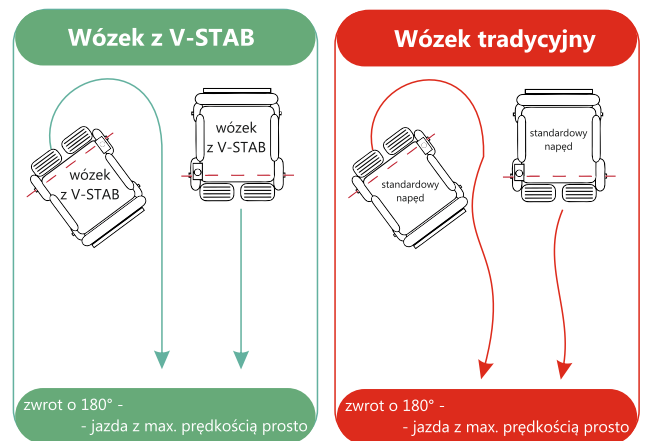 Wózek z V-STAB
wózek
z V-STAB
wózek
z V-STAB
zwrot o 180° -
- jazda z max. prędkością prosto
Wózek tradycyjny
standardowy
napęd
standardowy
napęd
zwrot o 180° -
- jazda z max. prędkością prosto